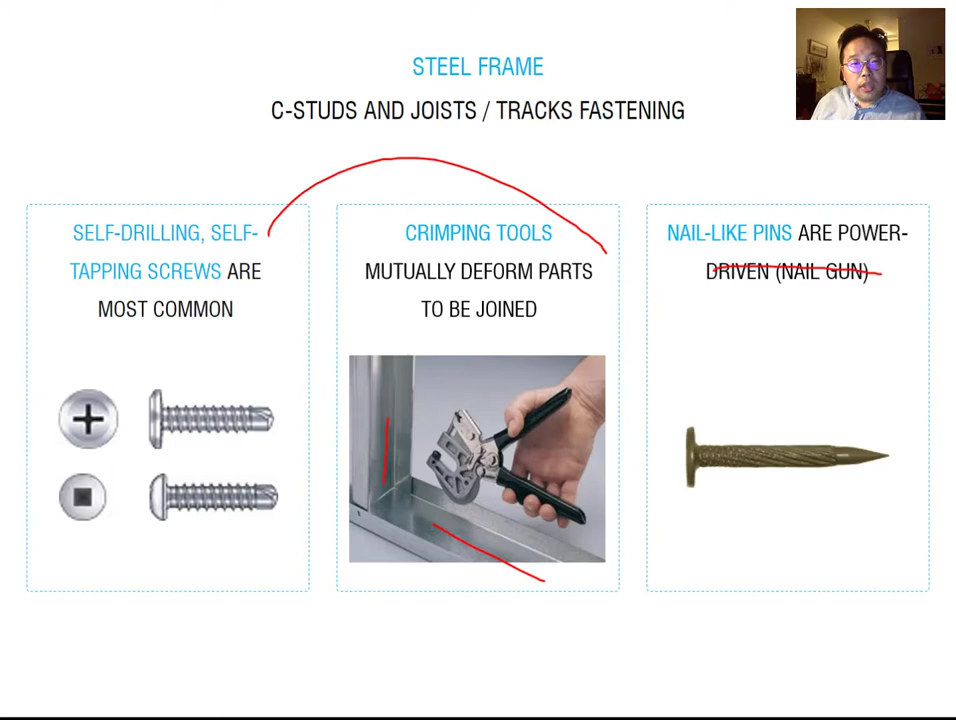 STEEL FRAME
C-STUDS AND JOISTS / TRACKS FASTENING
SELF-DRILLING, SELF-
TAPPING SCREWS ARE
MOST COMMON
CRIMPING TOOLS
MUTUALLY DEFORM PARTS
TO BE JOINED
NAIL-LIKE PINS ARE POWER-
DRIVEN (NAIL GUN)